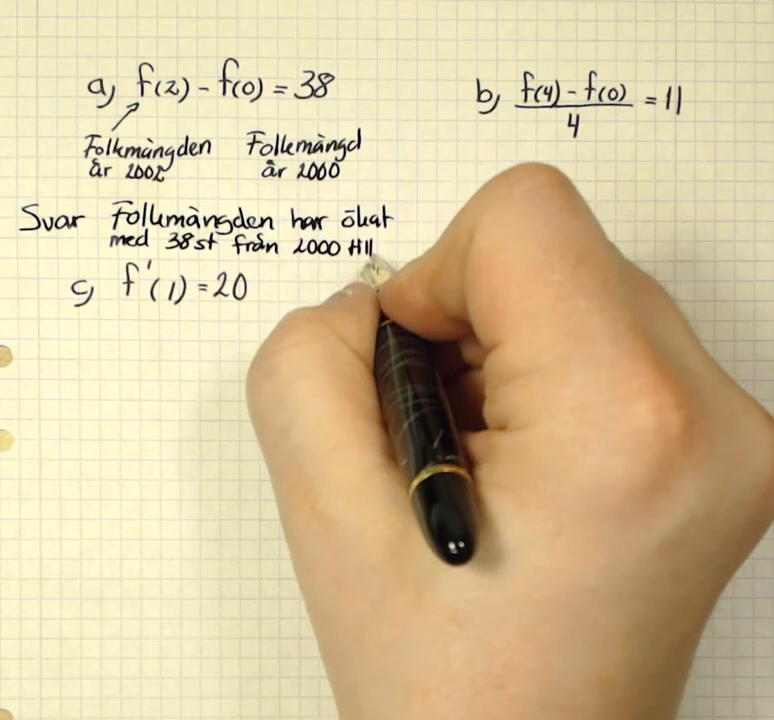 a) f(2) - f(0) = 38
Folkmängden Folkmängd
år 2002 år 2000
Svar Folkmängden har ökat
med 38st från 2000 till
c) f'(1) = 20
b) f(4) - f(0) = 11
4